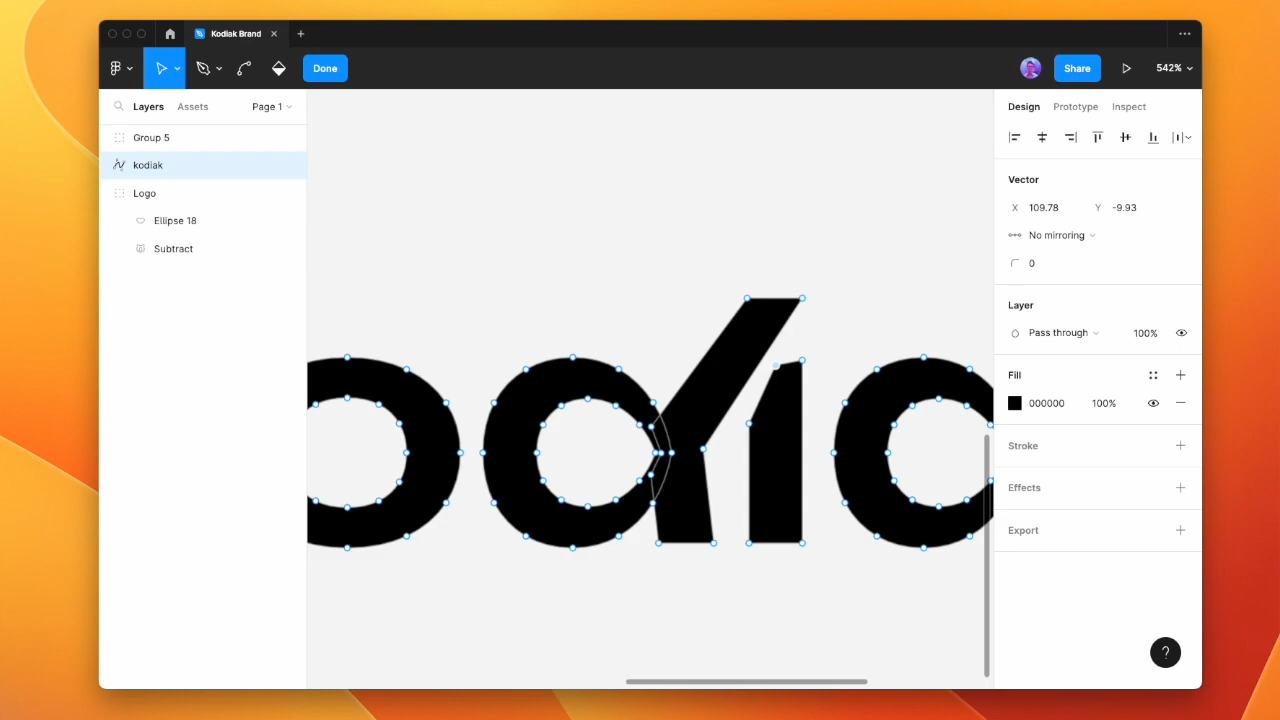 Kodiak Brand
Done
Share
542%
Layers
Assets
Page 1
Design
Prototype
Inspect
Group 5
kodiak
Logo
Ellipse 18
Subtract
Vector
X 109.78 Y -9.93
No mirroring
0
Layer
Pass through 100%
Fill
000000 100%
Stroke
Effects
Export
?